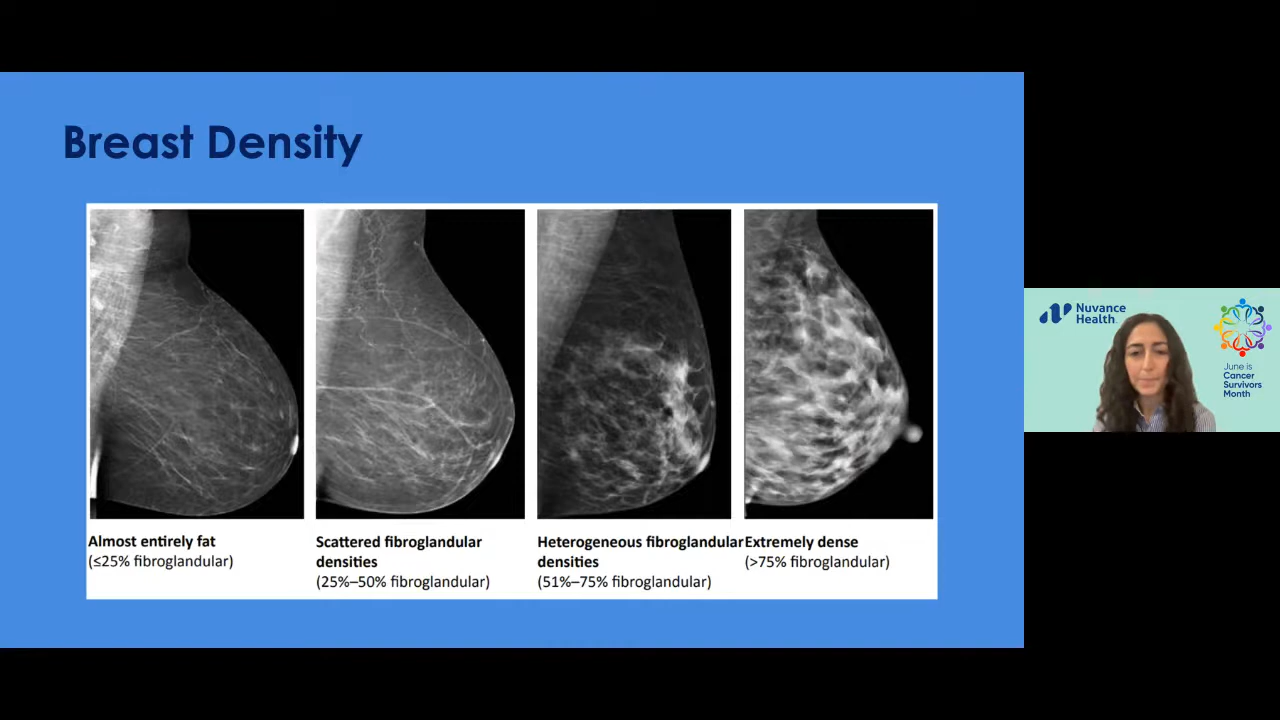 Breast Density
Almost entirely fat
(≤25% fibroglandular)
Scattered fibroglandular
densities
(25%–50% fibroglandular)
Heterogeneous fibroglandular
densities
(51%–75% fibroglandular)
Extremely dense
(>75% fibroglandular)
Nuvance
Health
June is
Cancer
Survivors
Month